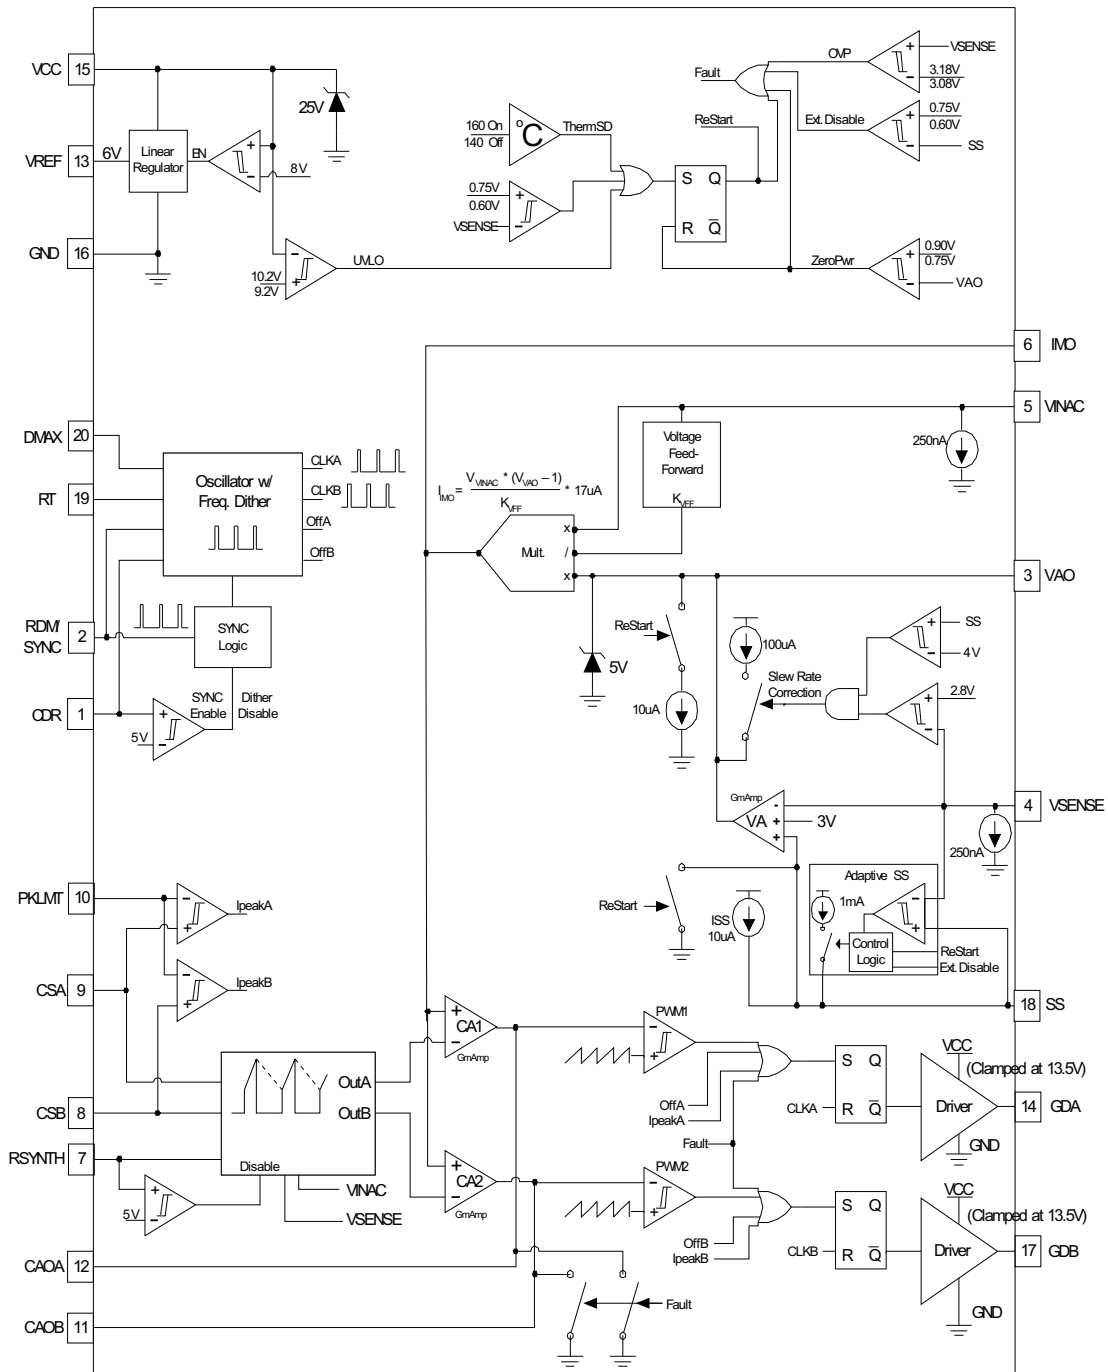 VCC 15
25V
VREF 13
6V
Linear
Regulator
EN
8V
GND 16
10.2V
9.2V
UVLO
160 On
140 Off
°C
ThermSD
0.75V
0.60V
VSENSE
S Q
R Q
Fault
ReStart
OVP
VSENSE
3.18V
3.08V
Ext. Disable
0.75V
0.60V
SS
ZeroPwr
0.90V
0.75V
VAO
6 IMO
5 VINAC
250nA
Voltage
Feed-
Forward
KVFF
IIMO = VVINAC * (VVAO – 1) * 17uA
KVFF
x
Mult. /
x
3 VAO
DMAX 20
RT 19
Oscillator w/
Freq. Dither
CLKA
CLKB
OffA
OffB
RDM/
SYNC 2
SYNC
Logic
SYNC
Enable
Dither
Disable
CDR 1
5V
ReStart
5V
10uA
100uA
Slew Rate
Correction
SS
4V
2.8V
GmAmp
VA
3V
4 VSENSE
250nA
ReStart
ISS
10uA
Adaptive SS
1mA
Control
Logic
ReStart
Ext. Disable
18 SS
PKLMT 10
IpeakA
CSA 9
IpeakB
CSB 8
OutA
OutB
RSYNTH 7
Disable
5V
VINAC
VSENSE
CA1
GmAmp
CA2
GmAmp
PWM1
OffA
IpeakA
CLKA
S Q
R Q
VCC
(Clamped at 13.5V)
Driver
14 GDA
GND
Fault
PWM2
OffB
IpeakB
CLKB
S Q
R Q
VCC
(Clamped at 13.5V)
Driver
17 GDB
GND
CAOA 12
CAOB 11
Fault